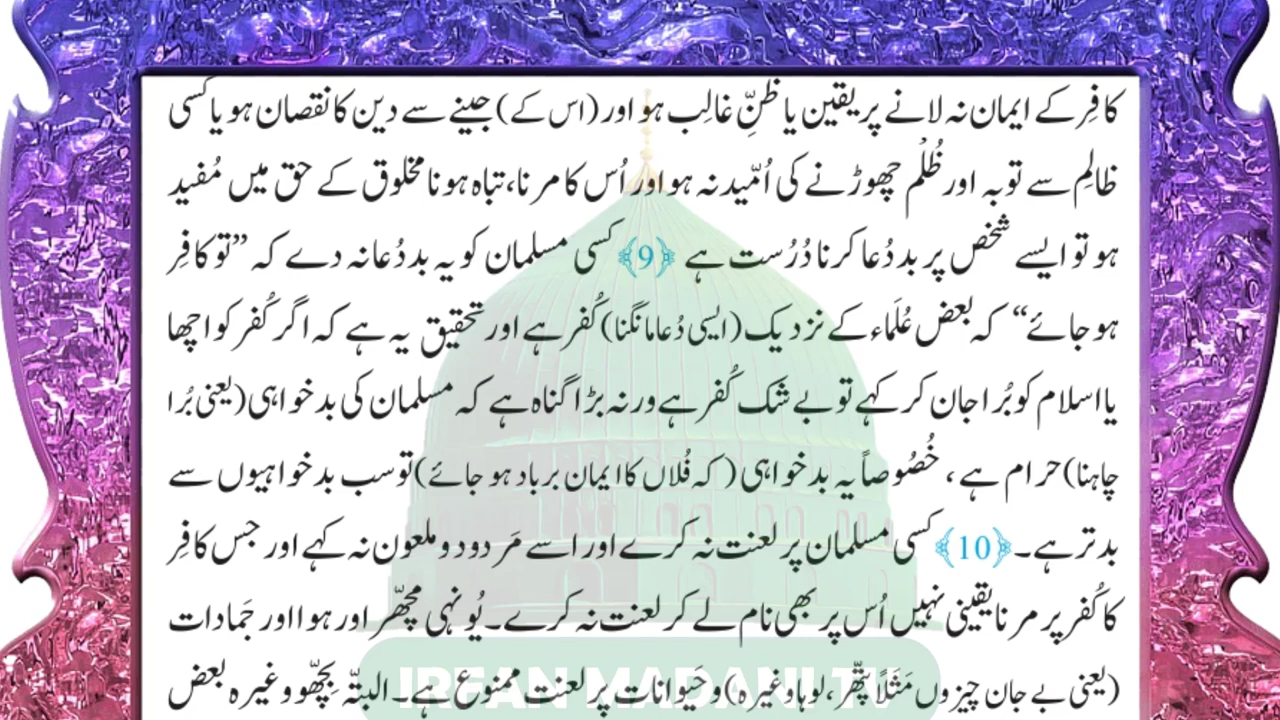 کافِر کے ایمان نہ لانے پر یقین یا ظنِّ غالِب ہو اور (اس کے) جینے سے دین کا نقصان ہو یا کسی
ظالِم سے توبہ اور ظُلْم چھوڑنے کی اُمّید نہ ہو اور اُس کا مرنا، تباہ ہونا مخلوق کے حق میں مُفید
ہو تو ایسے شخص پر بددُعا کرنا دُرُست ہے ﴿9﴾ کسی مسلمان کو یہ بددُعا نہ دے کہ ”تو کافِر
ہو جائے“ کہ بعض عُلَماء کے نزدیک (ایسی دُعا مانگنا) کُفر ہے اور تحقیق یہ ہے کہ اگر کُفر کو اچھا
یا اسلام کو بُرا جان کر کہے تو بے شک کُفر ہے ورنہ بڑا گناہ ہے کہ مسلمان کی بدخواہی (یعنی بُرا
چاہنا) حرام ہے، خُصُوصاً یہ بدخواہی (کہ فُلاں کا ایمان برباد ہو جائے) تو سب بدخواہیوں سے
بدتر ہے۔ ﴿10﴾ کسی مسلمان پر لعنت نہ کرے اور اسے مَردود و ملعون نہ کہے اور جس کافِر
کا کُفر پر مرنا یقینی نہیں اُس پر بھی نام لے کر لعنت نہ کرے۔ یُونہی مچھّر اور ہوا اور جَمادات
(یعنی بے جان چیزوں مَثَلاً پتّھر، لوہا وغیرہ) و حَیوانات پر لعنت ممنوع ہے۔ البتّہ بِچّھو وغیرہ بعض
IRFAN MADANI TV